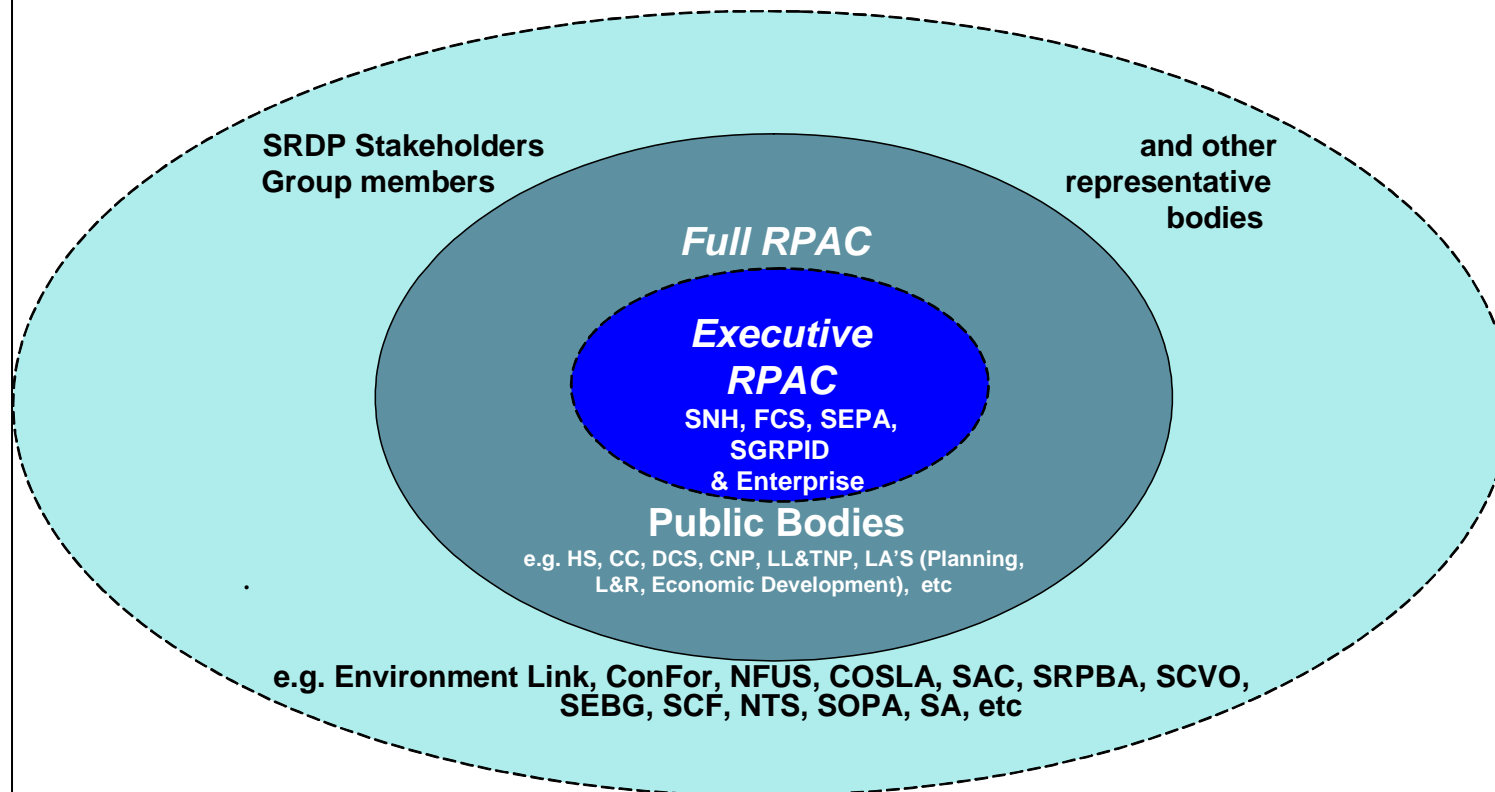 SRDP Stakeholders
Group members
and other
representative
bodies
Full RPAC
Executive
RPAC
SNH, FCS, SEPA,
SGRPID
& Enterprise
Public Bodies
e.g. HS, CC, DCS, CNP, LL&TNP, LA'S (Planning,
L&R, Economic Development), etc
.
e.g. Environment Link, ConFor, NFUS, COSLA, SAC, SRPBA, SCVO,
SEBG, SCF, NTS, SOPA, SA, etc